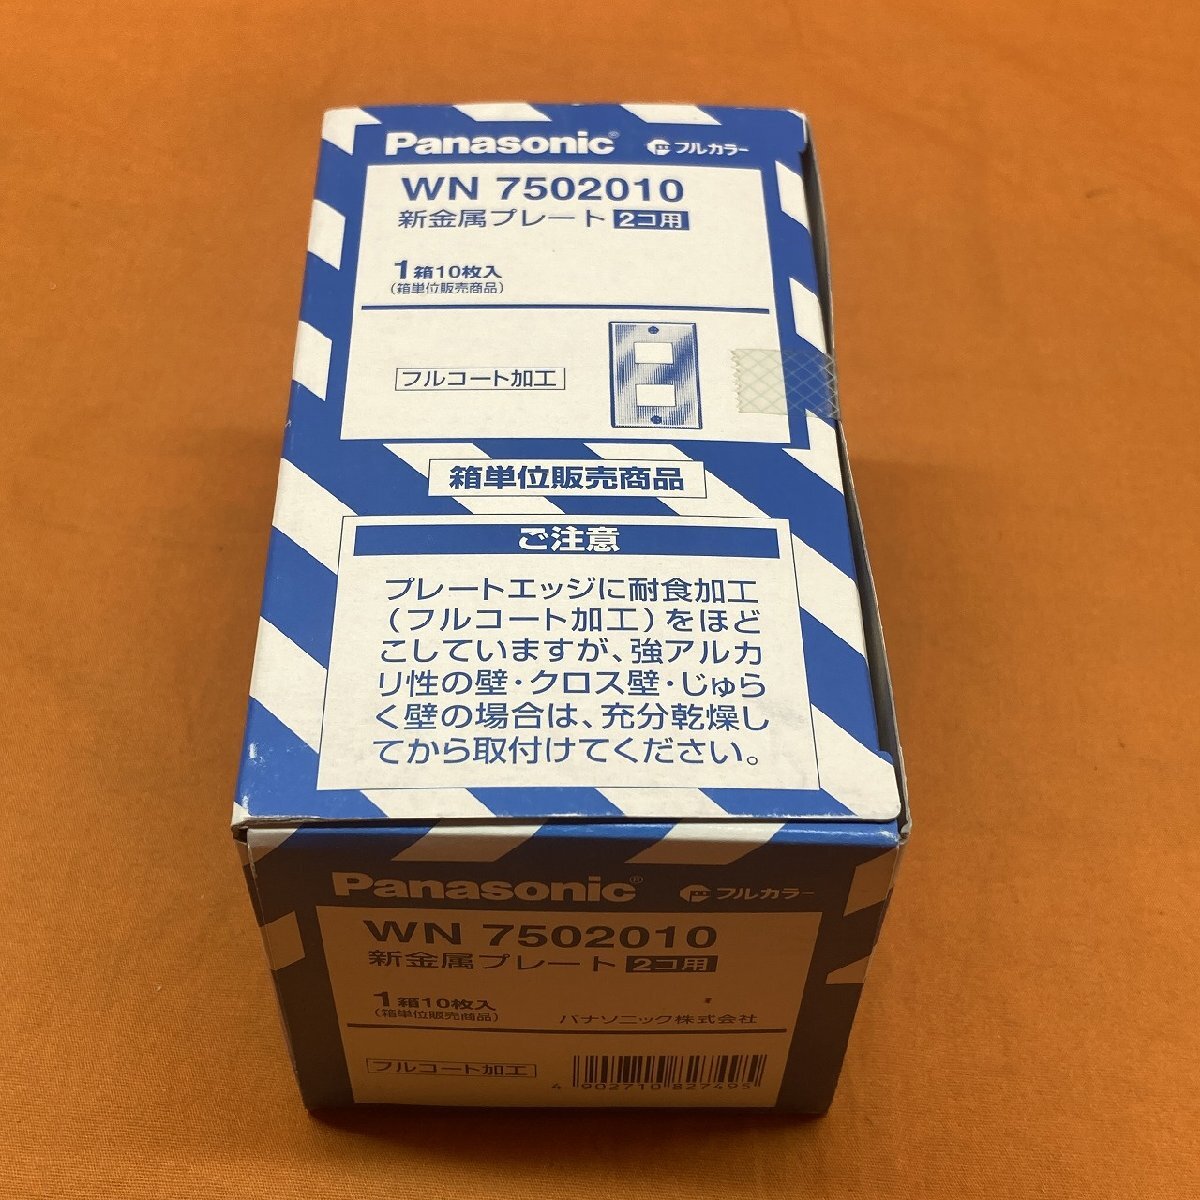 Panasonic® フルカラー
WN 7502010
新金属プレート 2コ用
1箱10枚入
(箱単位販売商品)
フルコート加工
箱単位販売商品
ご注意
プレートエッジに耐食加工
(フルコート加工)をほど
こしていますが、強アルカ
リ性の壁・クロス壁・じゅら
く壁の場合は、充分乾燥し
てから取付けてください。
Panasonic® フルカラー
WN 7502010
新金属プレート 2コ用
1箱10枚入
(箱単位販売商品) パナソニック株式会社
フルコート加工
4 902710 827495